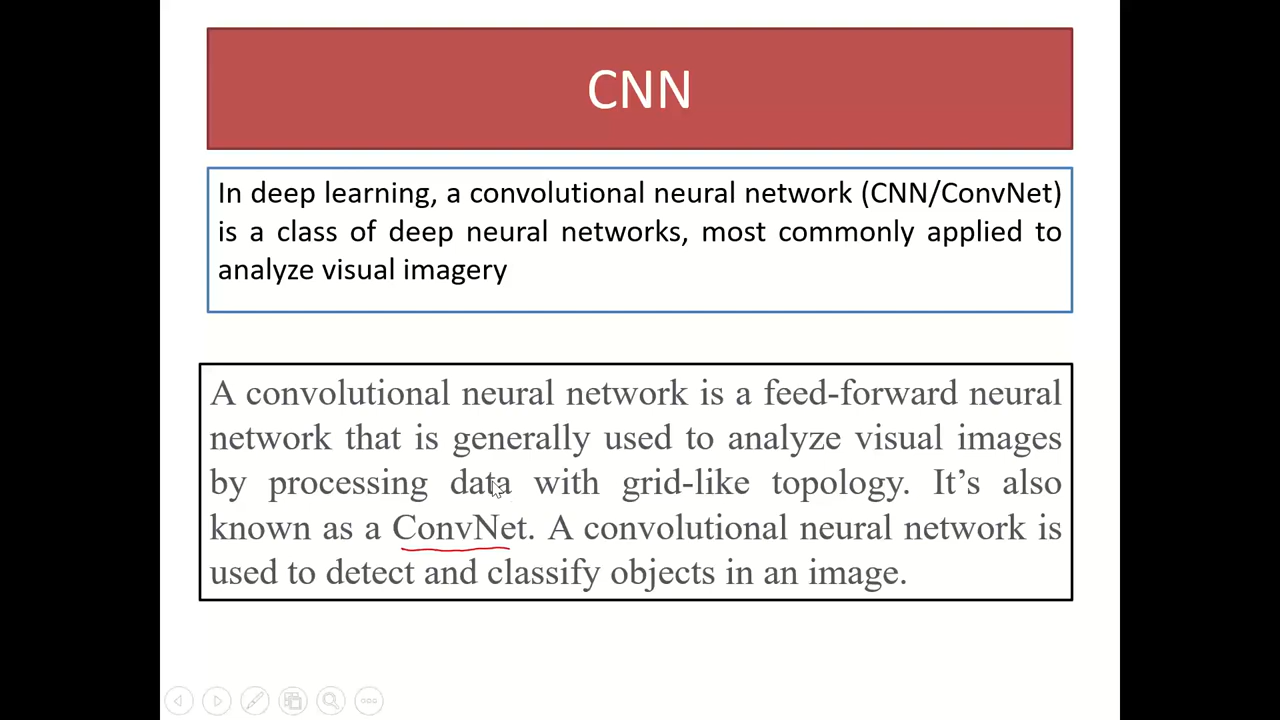 CNN
In deep learning, a convolutional neural network (CNN/ConvNet)
is a class of deep neural networks, most commonly applied to
analyze visual imagery
A convolutional neural network is a feed-forward neural
network that is generally used to analyze visual images
by processing data with grid-like topology. It’s also
known as a ConvNet. A convolutional neural network is
used to detect and classify objects in an image.